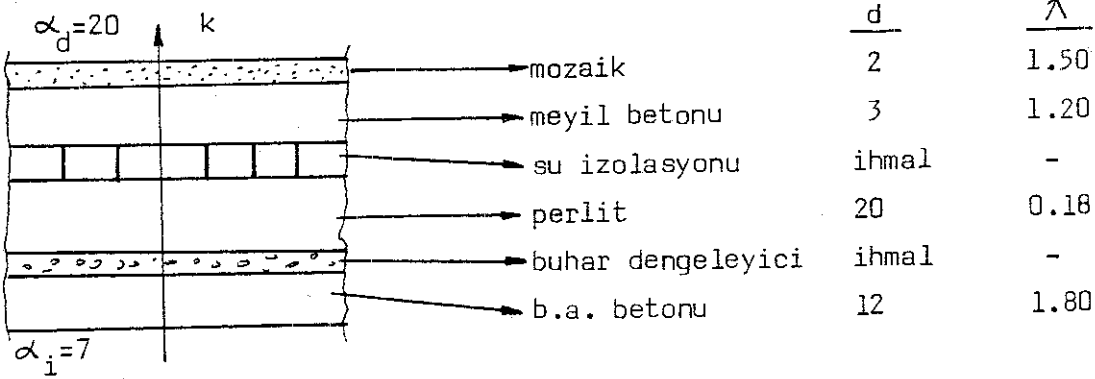 α_d=20 k d λ
mozaik 2 1.50
meyil betonu 3 1.20
su izolasyonu ihmal -
perlit 20 0.18
buhar dengeleyici ihmal -
b.a. betonu 12 1.80
α_i=7